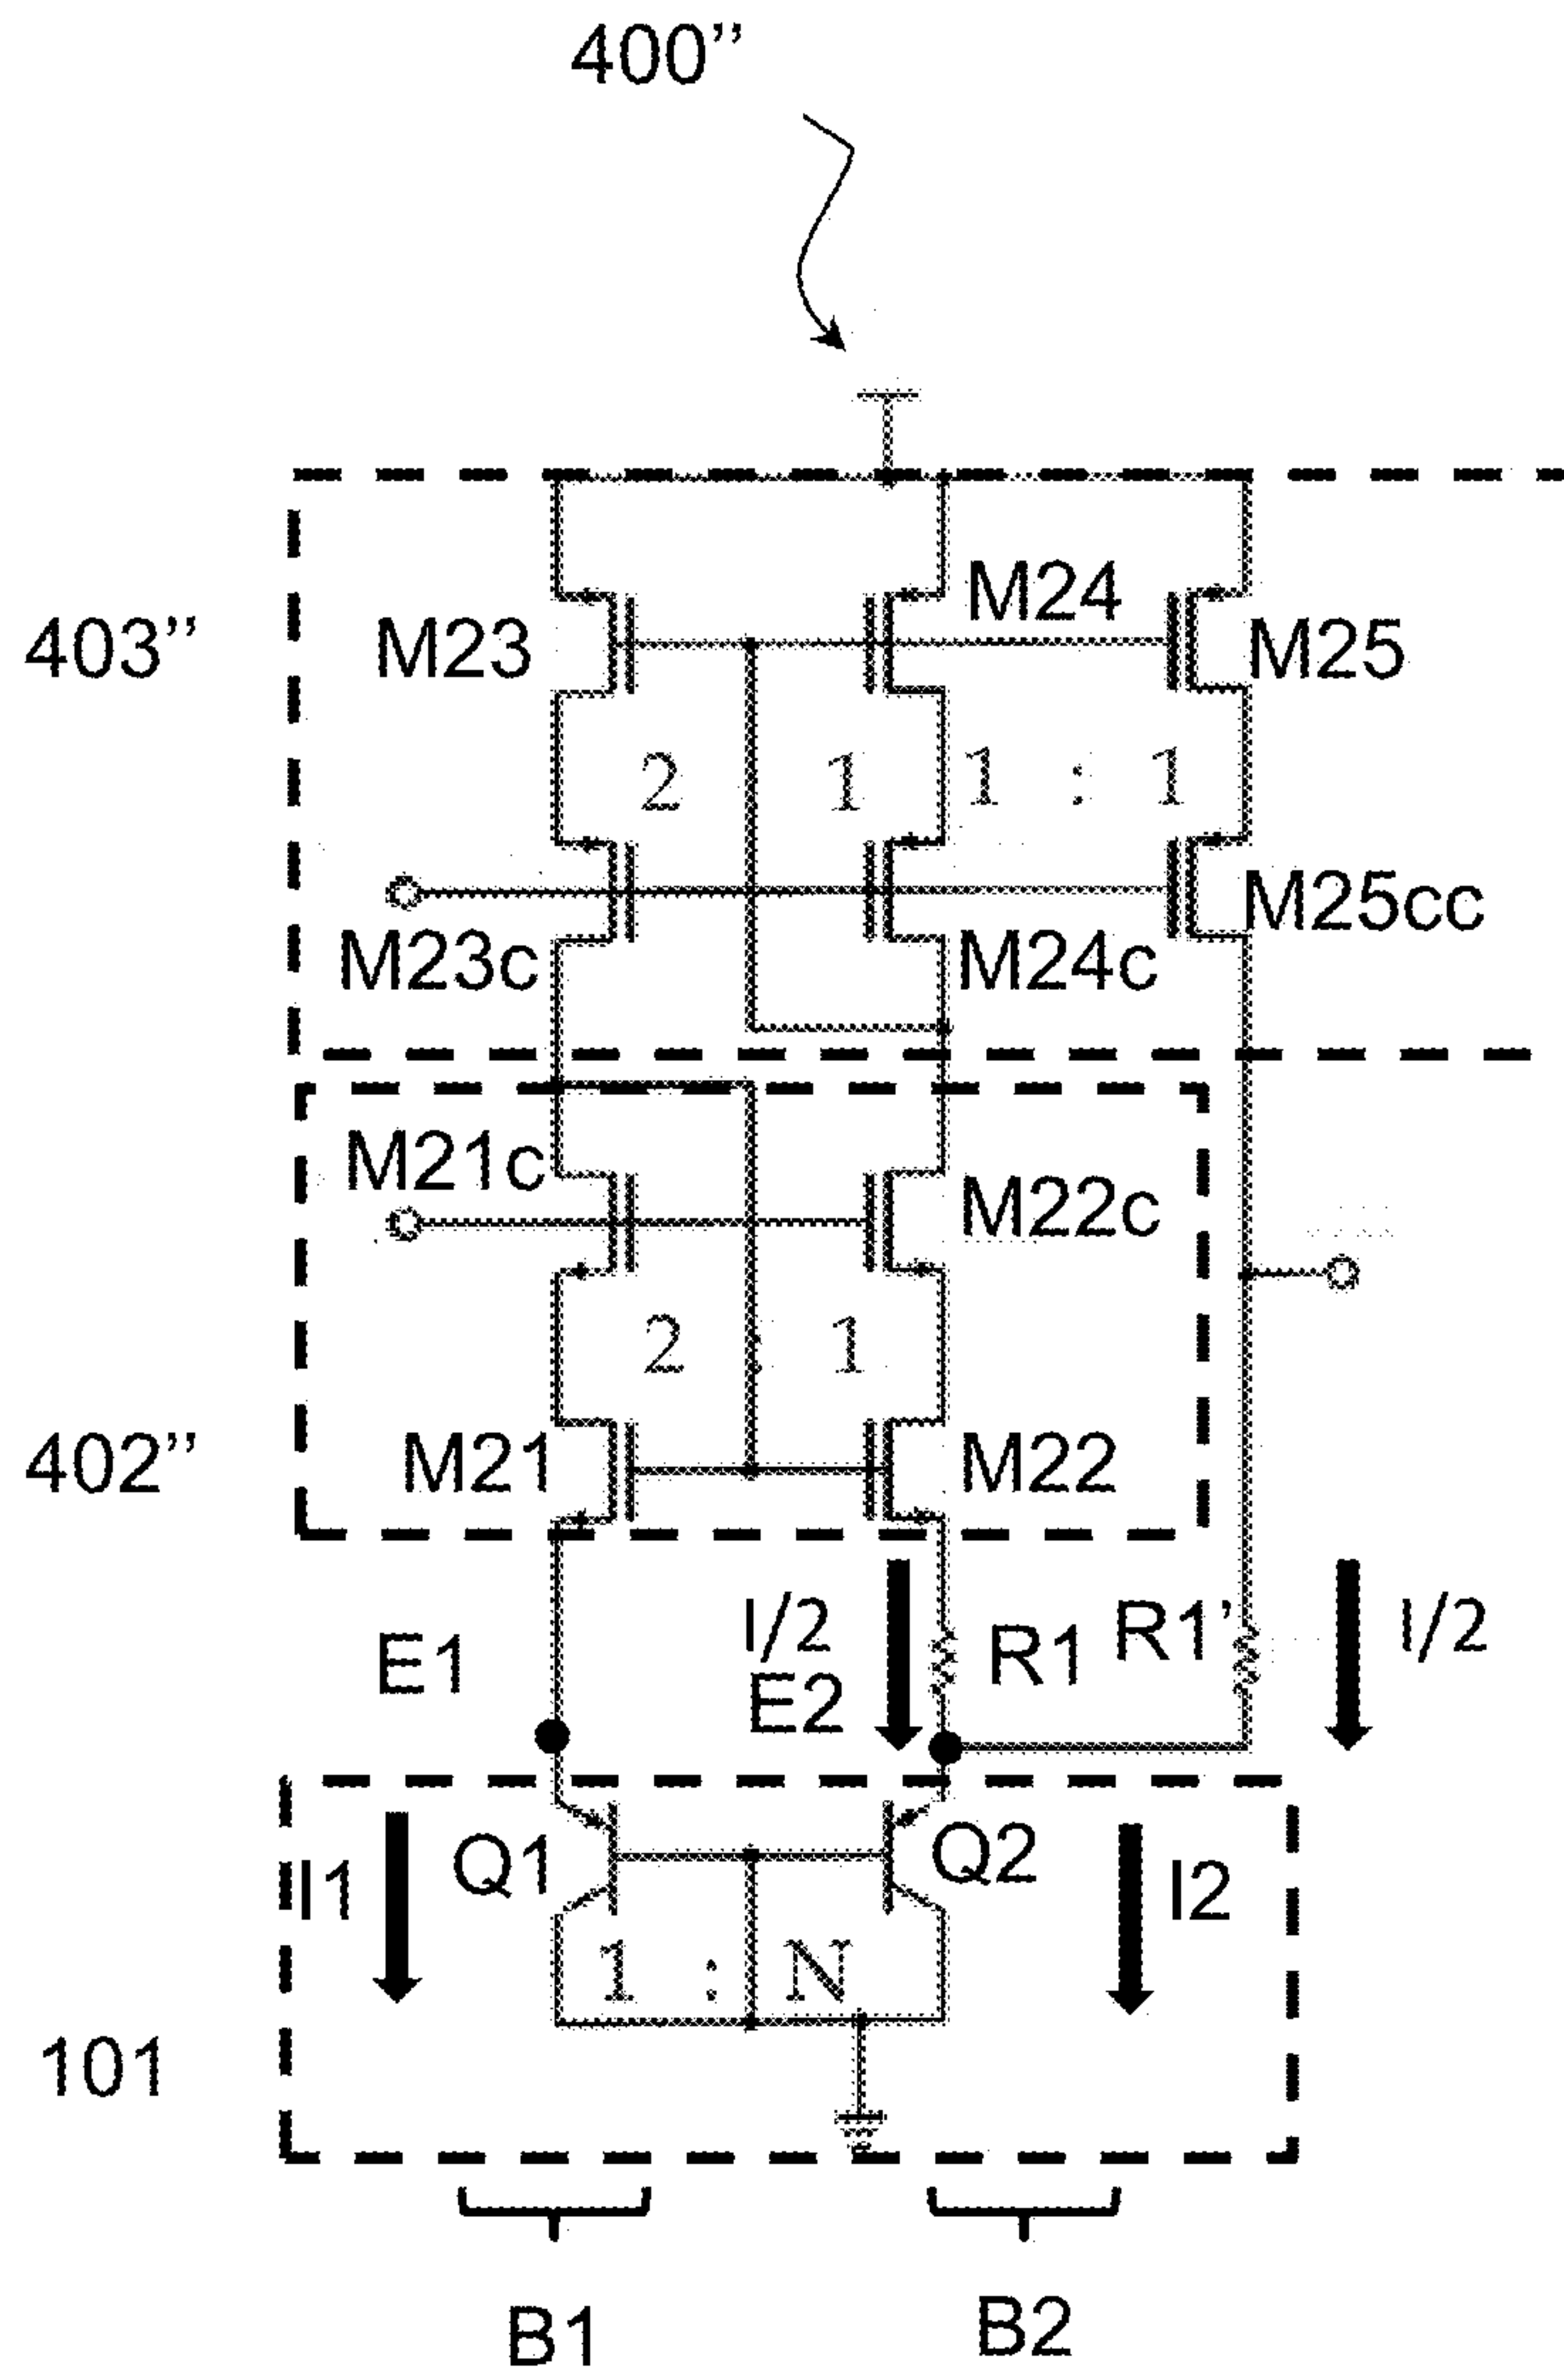 400”
403”
M23
M24
M25
2
1
1 : 1
M23c
M24c
M25cc
M21c
M22c
2
1
402”
M21
M22
E1
I/2
E2
R1
R1’
I/2
I1
Q1
Q2
I2
1 : N
101
B1
B2